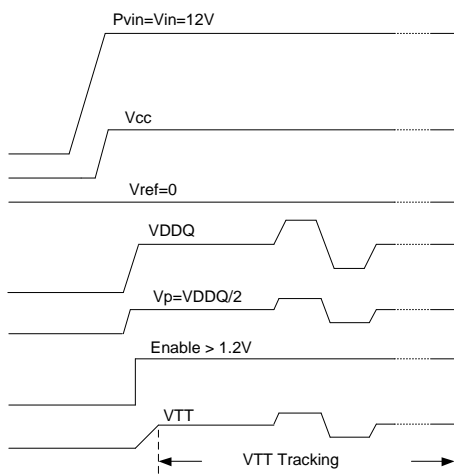 Pvin=Vin=12V
Vcc
Vref=0
VDDQ
Vp=VDDQ/2
Enable > 1.2V
VTT
VTT Tracking